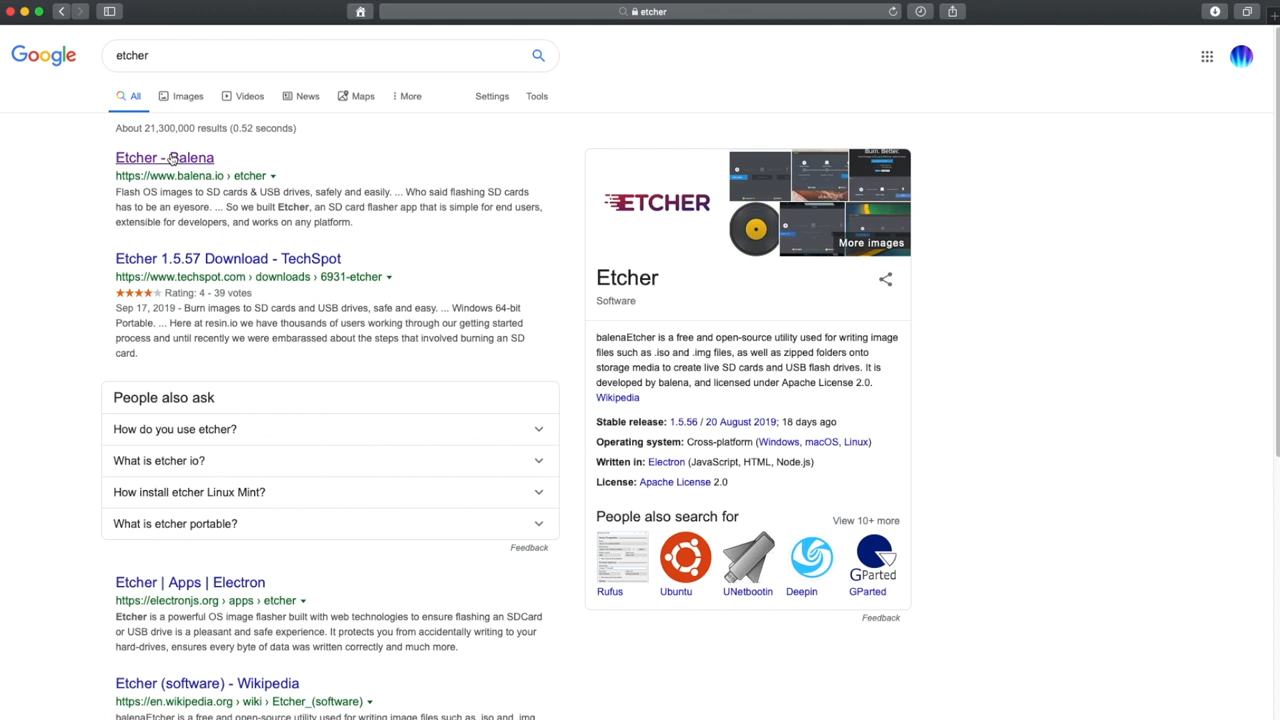 etcher
Google
etcher
All
Images
Videos
News
Maps
More
Settings
Tools
About 21,300,000 results (0.52 seconds)
Etcher - Balena
https://www.balena.io › etcher
Flash OS images to SD cards & USB drives, safely and easily. ... Who said flashing SD cards
have to be an eyesore. ... So we built Etcher, an SD card flasher app that is simple for end users,
extensible for developers, and works on any platform.
Etcher 1.5.57 Download - TechSpot
https://www.techspot.com › downloads › 6931-etcher
Rating: 4 - 39 votes
Sep 17, 2019 - Burn images to SD cards and USB drives, safe and easy. ... Windows 64-bit
Portable. ... Here at resin.io we have thousands of users working through our getting started
process and until recently we were embarassed about the steps that involved burning an SD
card.
People also ask
How do you use etcher?
What is etcher io?
How install etcher Linux Mint?
What is etcher portable?
Feedback
Etcher | Apps | Electron
https://electronjs.org › apps › etcher
Etcher is a powerful OS image flasher built with web technologies to ensure flashing an SDCard
or USB drive is a pleasant and safe experience. It protects you from accidentally writing to your
hard-drives, ensures every byte of data was written correctly and much more.
Etcher (software) - Wikipedia
https://en.wikipedia.org › wiki › Etcher_(software)
balenaEtcher is a free and open-source utility used for writing image files such as .iso and .img
ETCHER
Burn. Better.
More images
Etcher
Software
balenaEtcher is a free and open-source utility used for writing image
files such as .iso and .img files, as well as zipped folders onto
storage media to create live SD cards and USB flash drives. It is
developed by balena, and licensed under Apache License 2.0.
Wikipedia
Stable release: 1.5.56 / 20 August 2019; 18 days ago
Operating system: Cross-platform (Windows, macOS, Linux)
Written in: Electron (JavaScript, HTML, Node.js)
License: Apache License 2.0
People also search for
View 10+ more
GParted
Rufus
Ubuntu
UNetbootin
Deepin
GParted
Feedback